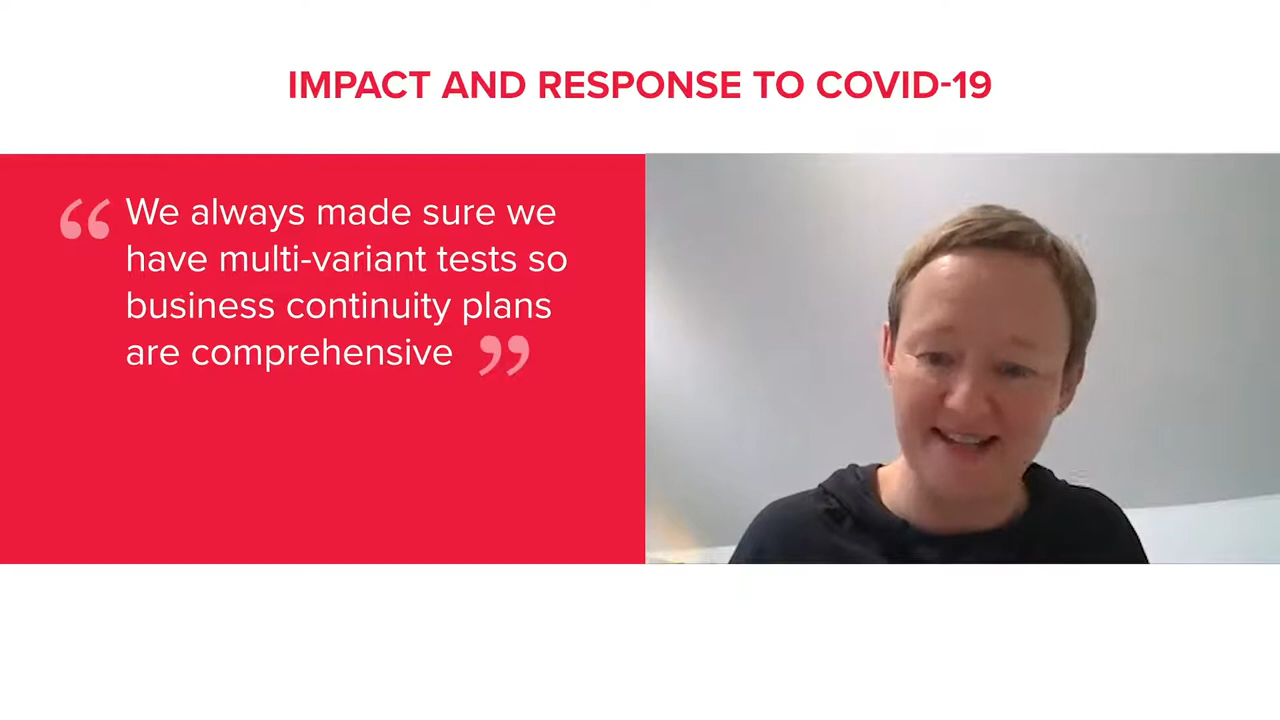 IMPACT AND RESPONSE TO COVID-19
“ We always made sure we
have multi-variant tests so
business continuity plans
are comprehensive ”